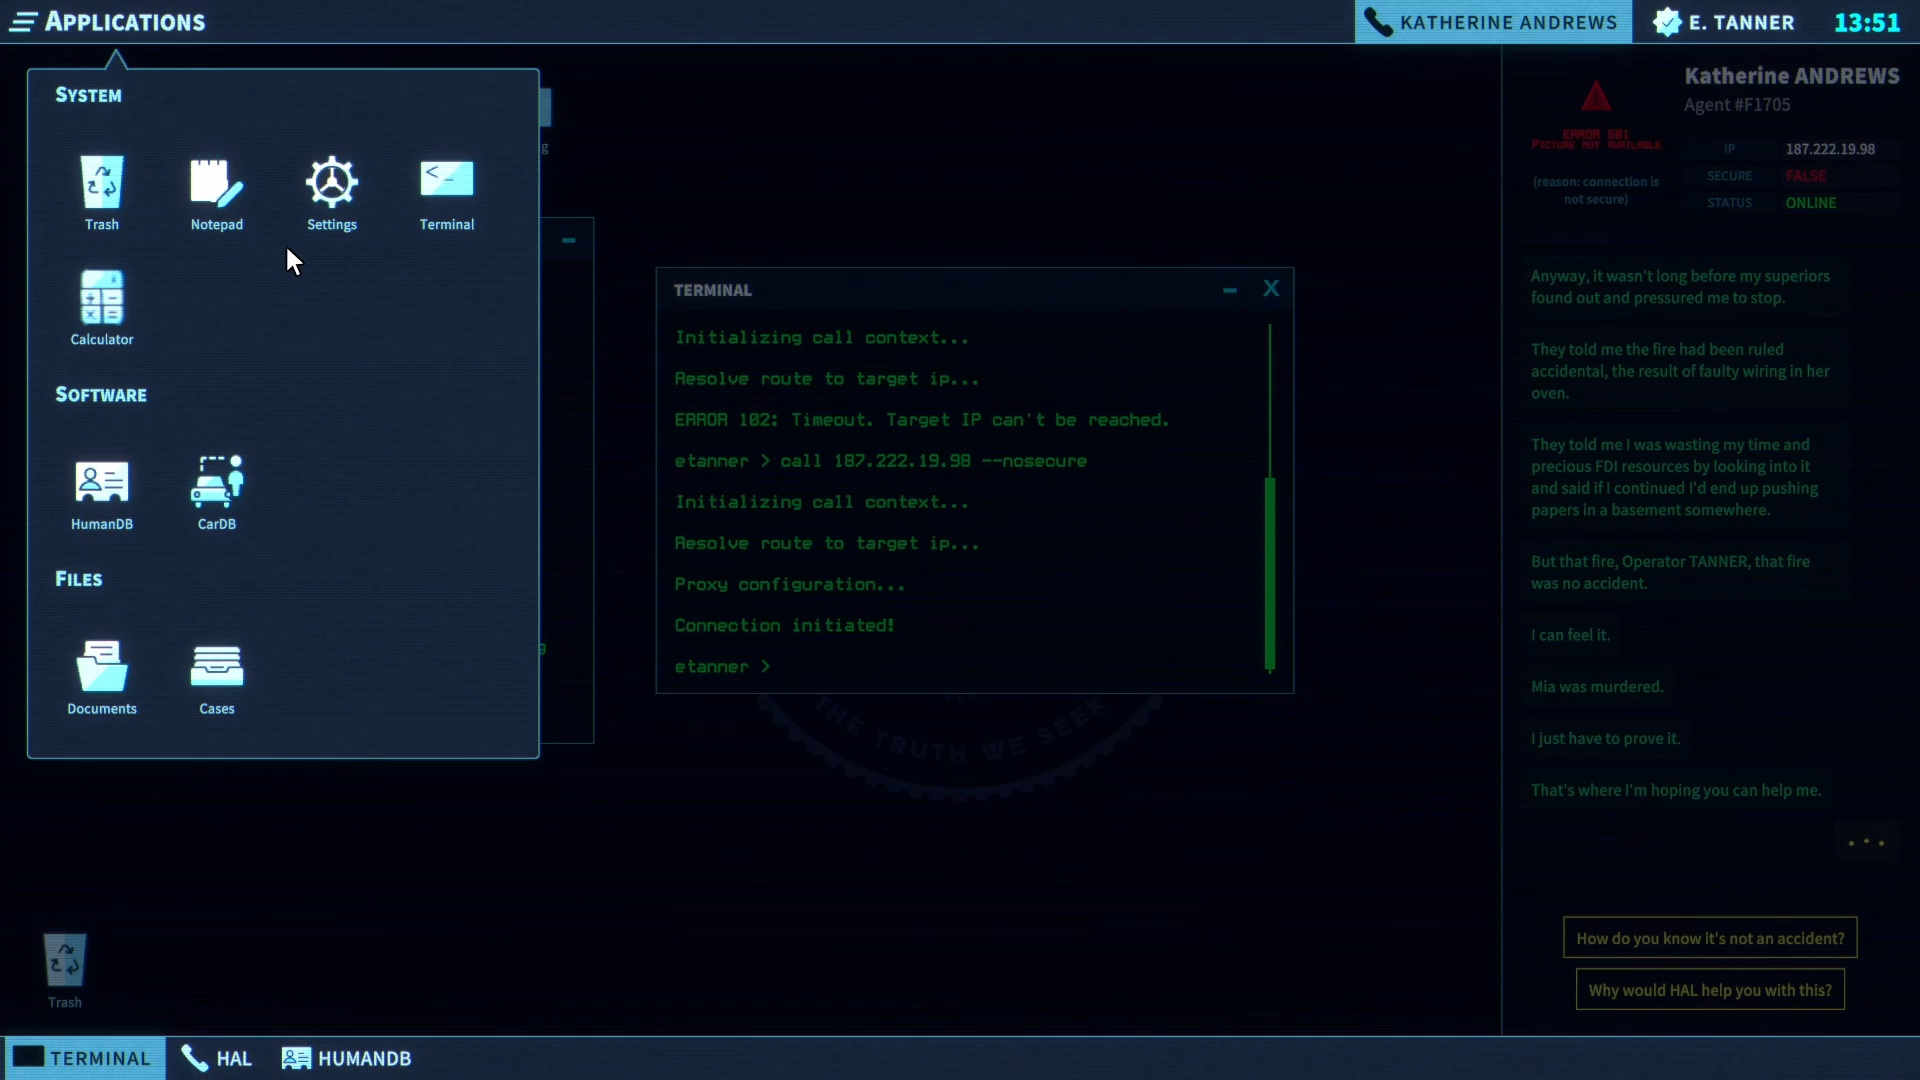 APPLICATIONS
KATHERINE ANDREWS
E. TANNER
13:51
SYSTEM
Trash
Notepad
Settings
Terminal
Calculator
SOFTWARE
HumanDB
CarDB
FILES
Documents
Cases
g
g
TERMINAL
X
Initializing call context...
Resolve route to target ip...
ERROR 102: Timeout. Target IP can't be reached.
etanner > call 187.222.19.98 --nosecure
Initializing call context...
Resolve route to target ip...
Proxy configuration...
Connection initiated!
etanner >
THE TRUTH WE SEEK
Katherine ANDREWS
Agent #F1705
ERROR 501
PICTURE NOT AVAILABLE
(reason: connection is
not secure)
IP 187.222.19.98
SECURE FALSE
STATUS ONLINE
Anyway, it wasn't long before my superiors
found out and pressured me to stop.
They told me the fire had been ruled
accidental, the result of faulty wiring in her
oven.
They told me I was wasting my time and
precious FDI resources by looking into it
and said if I continued I'd end up pushing
papers in a basement somewhere.
But that fire, Operator TANNER, that fire
was no accident.
I can feel it.
Mia was murdered.
I just have to prove it.
That's where I'm hoping you can help me.
...
How do you know it's not an accident?
Why would HAL help you with this?
Trash
TERMINAL
HAL
HUMANDB